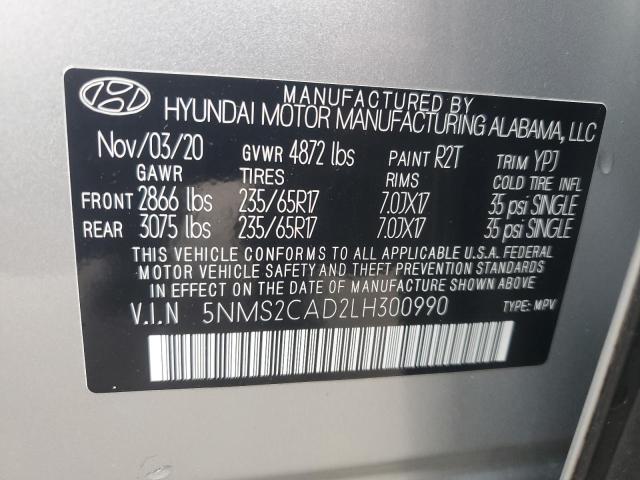 MANUFACTURED BY
HYUNDAI MOTOR MANUFACTURING ALABAMA, LLC
Nov/03/20 GVWR 4872 lbs PAINT R2T TRIM YPJ
GAWR TIRES RIMS COLD TIRE INFL
FRONT 2866 lbs 235/65R17 7.0JX17 35 psi SINGLE
REAR 3075 lbs 235/65R17 7.0JX17 35 psi SINGLE
THIS VEHICLE CONFORMS TO ALL APPLICABLE U.S.A. FEDERAL
MOTOR VEHICLE SAFETY AND THEFT PREVENTION STANDARDS
IN EFFECT ON THE DATE OF MANUFACTURE SHOWN ABOVE.
V.I.N 5NMS2CAD2LH300990 TYPE: MPV